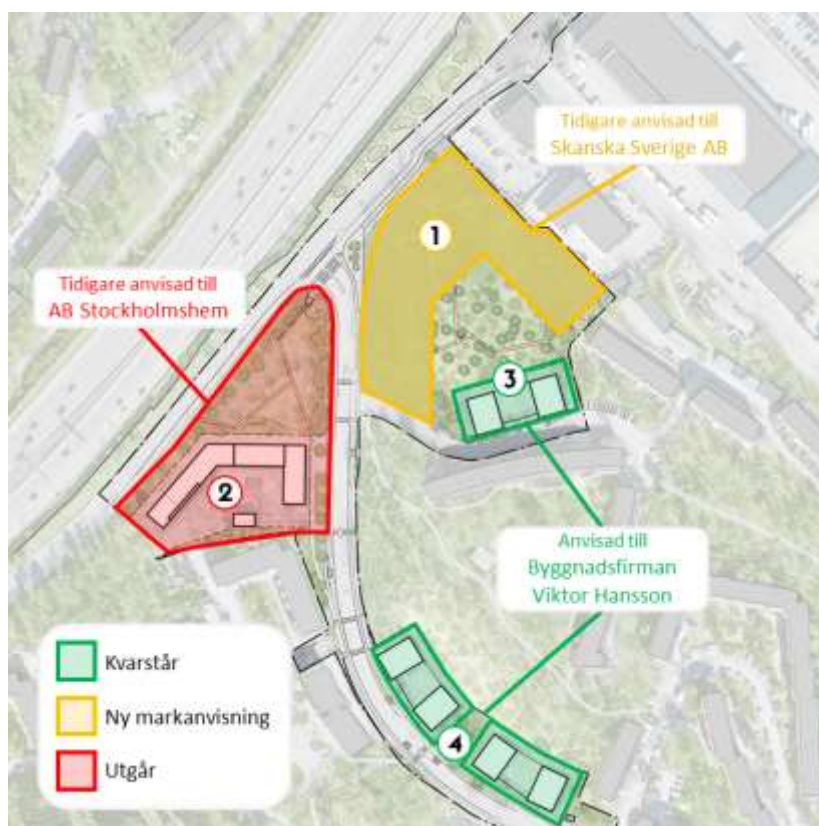 Tidigare anvisad till
Skanska Sverige AB
1
Tidigare anvisad till
AB Stockholmshem
3
2
Anvisad till
Byggnadsfirman
Viktor Hansson
4
Kvarstår
Ny markanvisning
Utgår